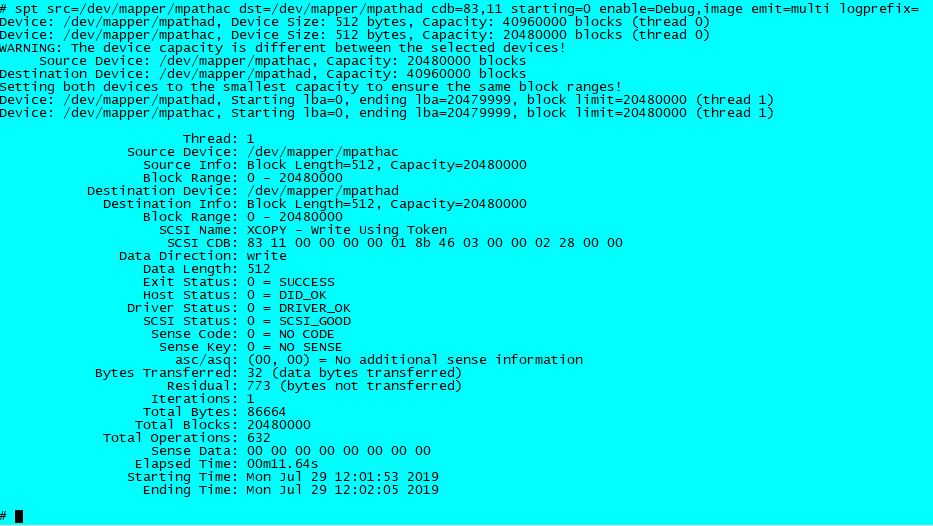 # spt src=/dev/mapper/mpathac dst=/dev/mapper/mpathad cdb=83,11 starting=0 enable=Debug,image emit=multi logprefix=
Device: /dev/mapper/mpathad, Device Size: 512 bytes, Capacity: 40960000 blocks (thread 0)
Device: /dev/mapper/mpathac, Device Size: 512 bytes, Capacity: 20480000 blocks (thread 0)
WARNING: The device capacity is different between the selected devices!
Source Device: /dev/mapper/mpathac, Capacity: 20480000 blocks
Destination Device: /dev/mapper/mpathad, Capacity: 40960000 blocks
Setting both devices to the smallest capacity to ensure the same block ranges!
Device: /dev/mapper/mpathad, Starting lba=0, ending lba=20479999, block limit=20480000 (thread 1)
Device: /dev/mapper/mpathac, Starting lba=0, ending lba=20479999, block limit=20480000 (thread 1)
Thread: 1
Source Device: /dev/mapper/mpathac
Source Info: Block Length=512, Capacity=20480000
Block Range: 0 - 20480000
Destination Device: /dev/mapper/mpathad
Destination Info: Block Length=512, Capacity=20480000
Block Range: 0 - 20480000
SCSI Name: XCOPY - Write Using Token
SCSI CDB: 83 11 00 00 00 00 01 8b 46 03 00 00 02 28 00 00
Data Direction: write
Data Length: 512
Exit Status: 0 = SUCCESS
Host Status: 0 = DID_OK
Driver Status: 0 = DRIVER_OK
SCSI Status: 0 = SCSI_GOOD
Sense Code: 0 = NO CODE
Sense Key: 0 = NO SENSE
asc/asq: (00, 00) = No additional sense information
Bytes Transferred: 32 (data bytes transferred)
Residual: 773 (bytes not transferred)
Iterations: 1
Total Bytes: 86664
Total Blocks: 20480000
Total Operations: 632
Sense Data: 00 00 00 00 00 00 00 00
Elapsed Time: 00m11.64s
Starting Time: Mon Jul 29 12:01:53 2019
Ending Time: Mon Jul 29 12:02:05 2019
#